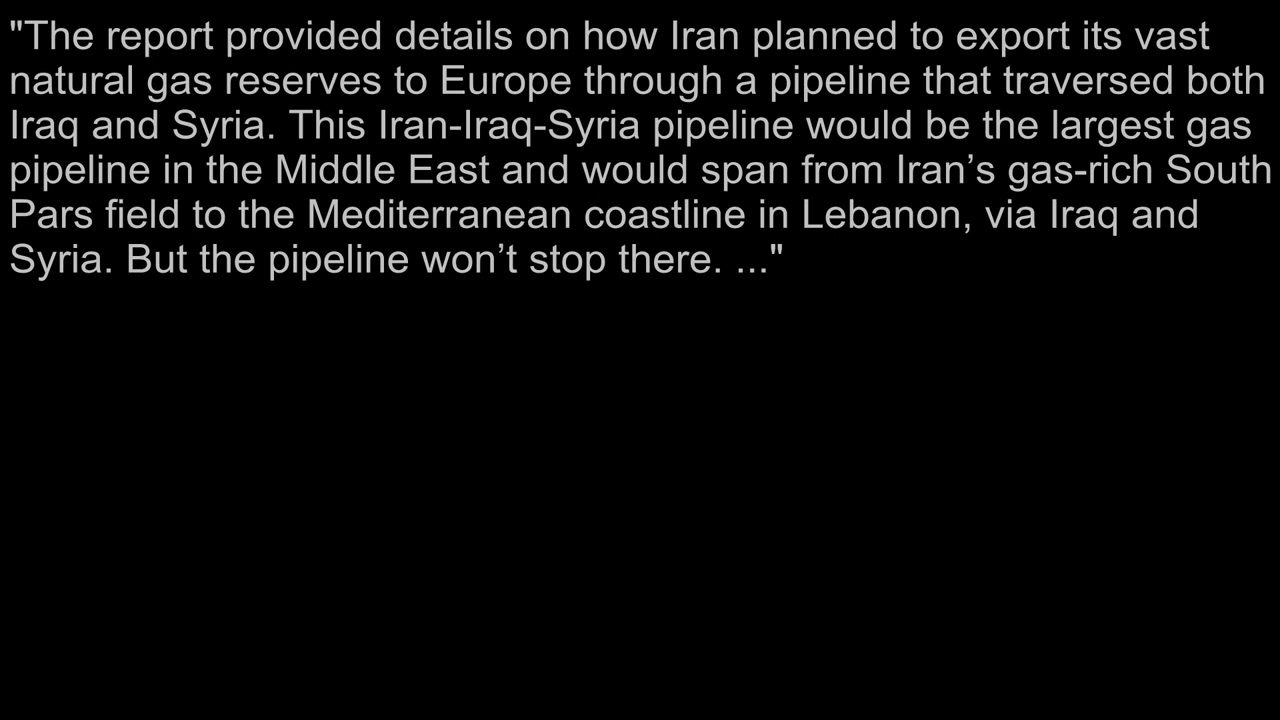 "The report provided details on how Iran planned to export its vast
natural gas reserves to Europe through a pipeline that traversed both
Iraq and Syria. This Iran-Iraq-Syria pipeline would be the largest gas
pipeline in the Middle East and would span from Iran’s gas-rich South
Pars field to the Mediterranean coastline in Lebanon, via Iraq and
Syria. But the pipeline won’t stop there. ..."